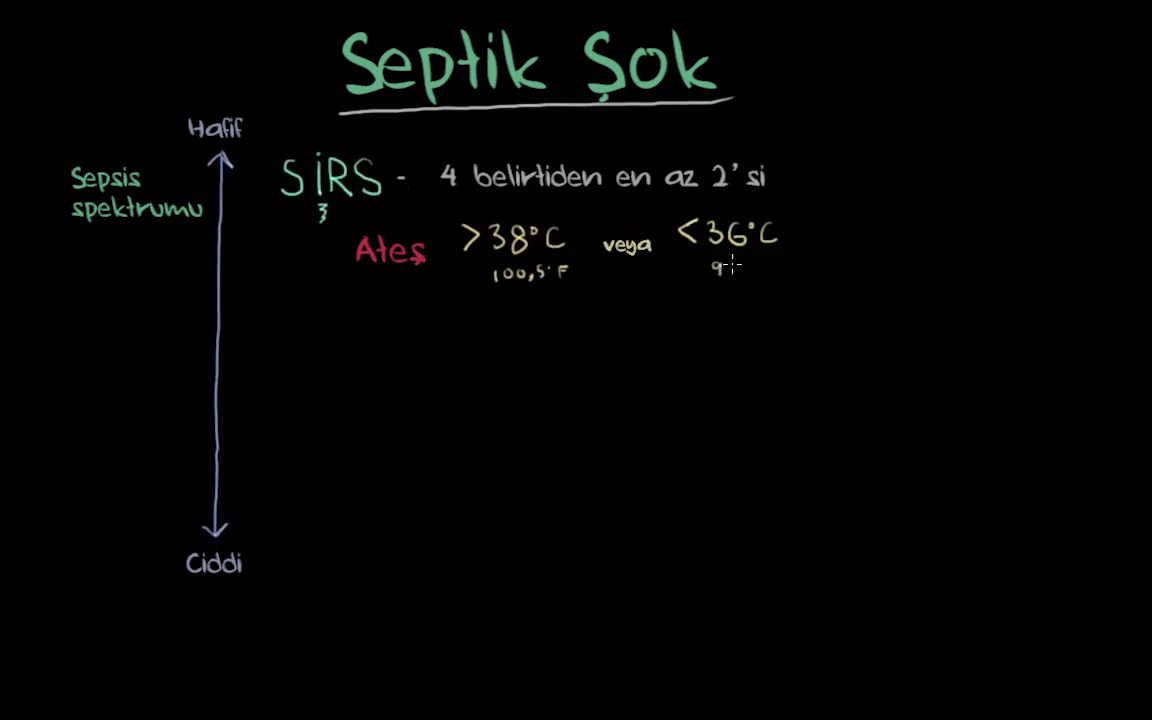 Septik Şok
Hafif
Sepsis
spektrumu
SİRS - 4 belirtiden en az 2'si
Ateş >38°C veya <36°C
100,5°F 9
Ciddi